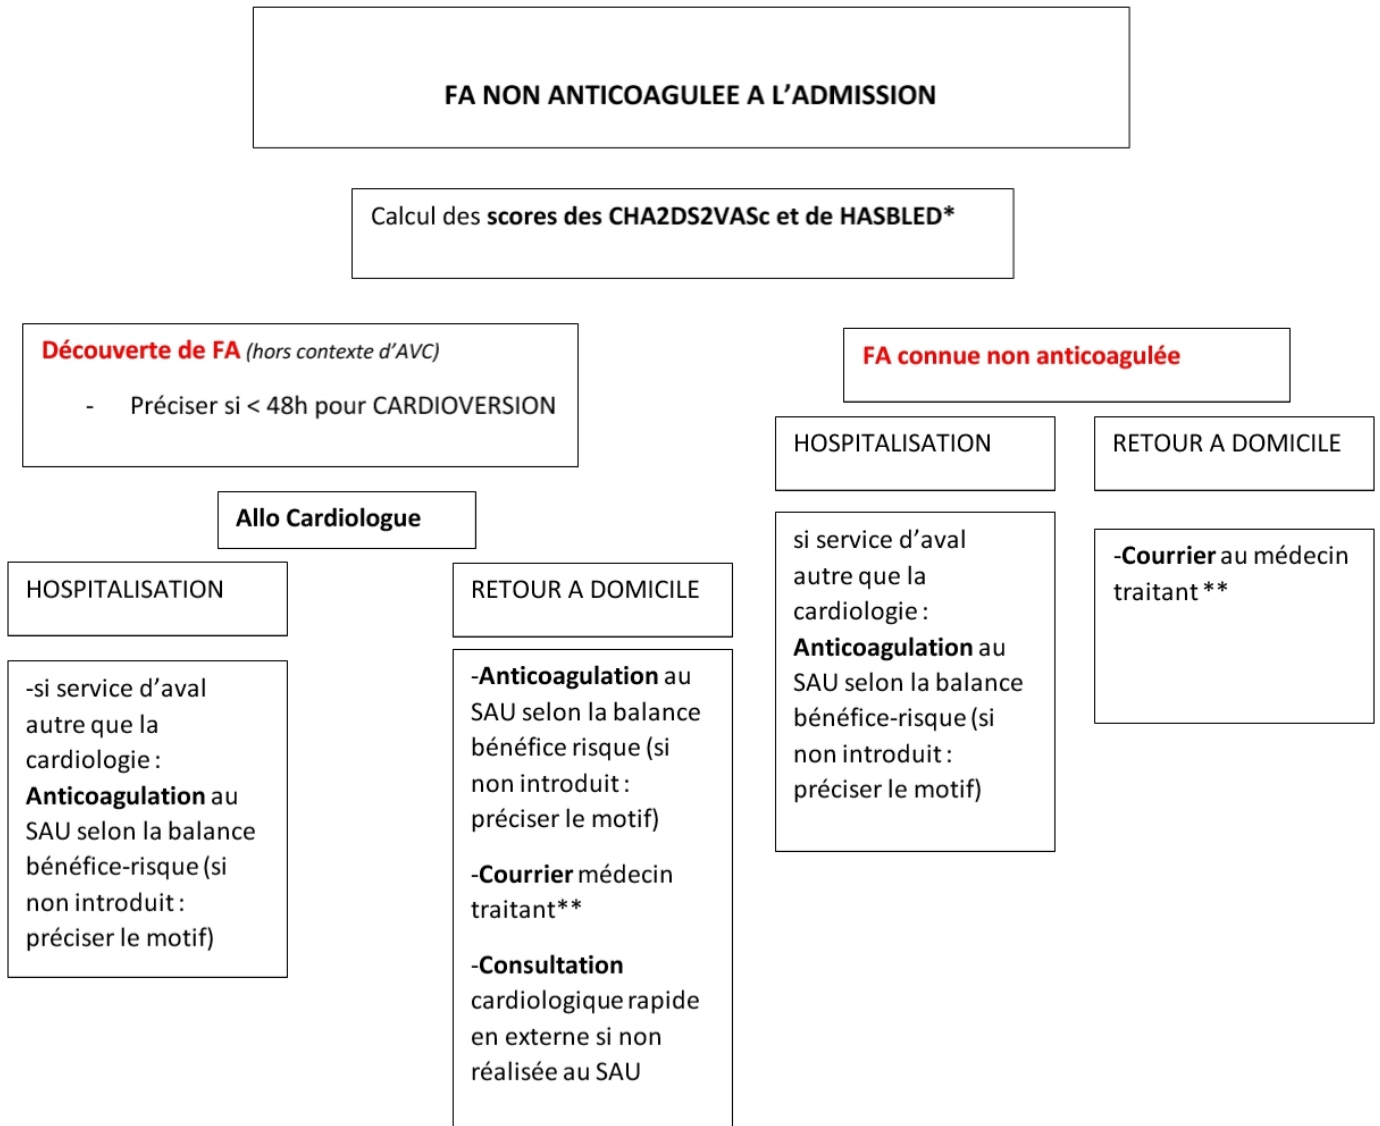 FA NON ANTICOAGULEE A L'ADMISSION
Calcul des scores des CHA2DS2VASc et de HASBLED*
Découverte de FA (hors contexte d'AVC)
- Préciser si < 48h pour CARDIOVERSION
Allo Cardiologue
HOSPITALISATION
-si service d'aval
autre que la
cardiologie :
Anticoagulation au
SAU selon la balance
bénéfice-risque (si
non introduit :
préciser le motif)
RETOUR A DOMICILE
-Anticoagulation au
SAU selon la balance
bénéfice risque (si
non introduit :
préciser le motif)
-Courrier médecin
traitant**
-Consultation
cardiologique rapide
en externe si non
réalisée au SAU
FA connue non anticoagulée
HOSPITALISATION
si service d'aval
autre que la
cardiologie :
Anticoagulation au
SAU selon la balance
bénéfice-risque (si
non introduit :
préciser le motif)
RETOUR A DOMICILE
-Courrier au médecin
traitant **